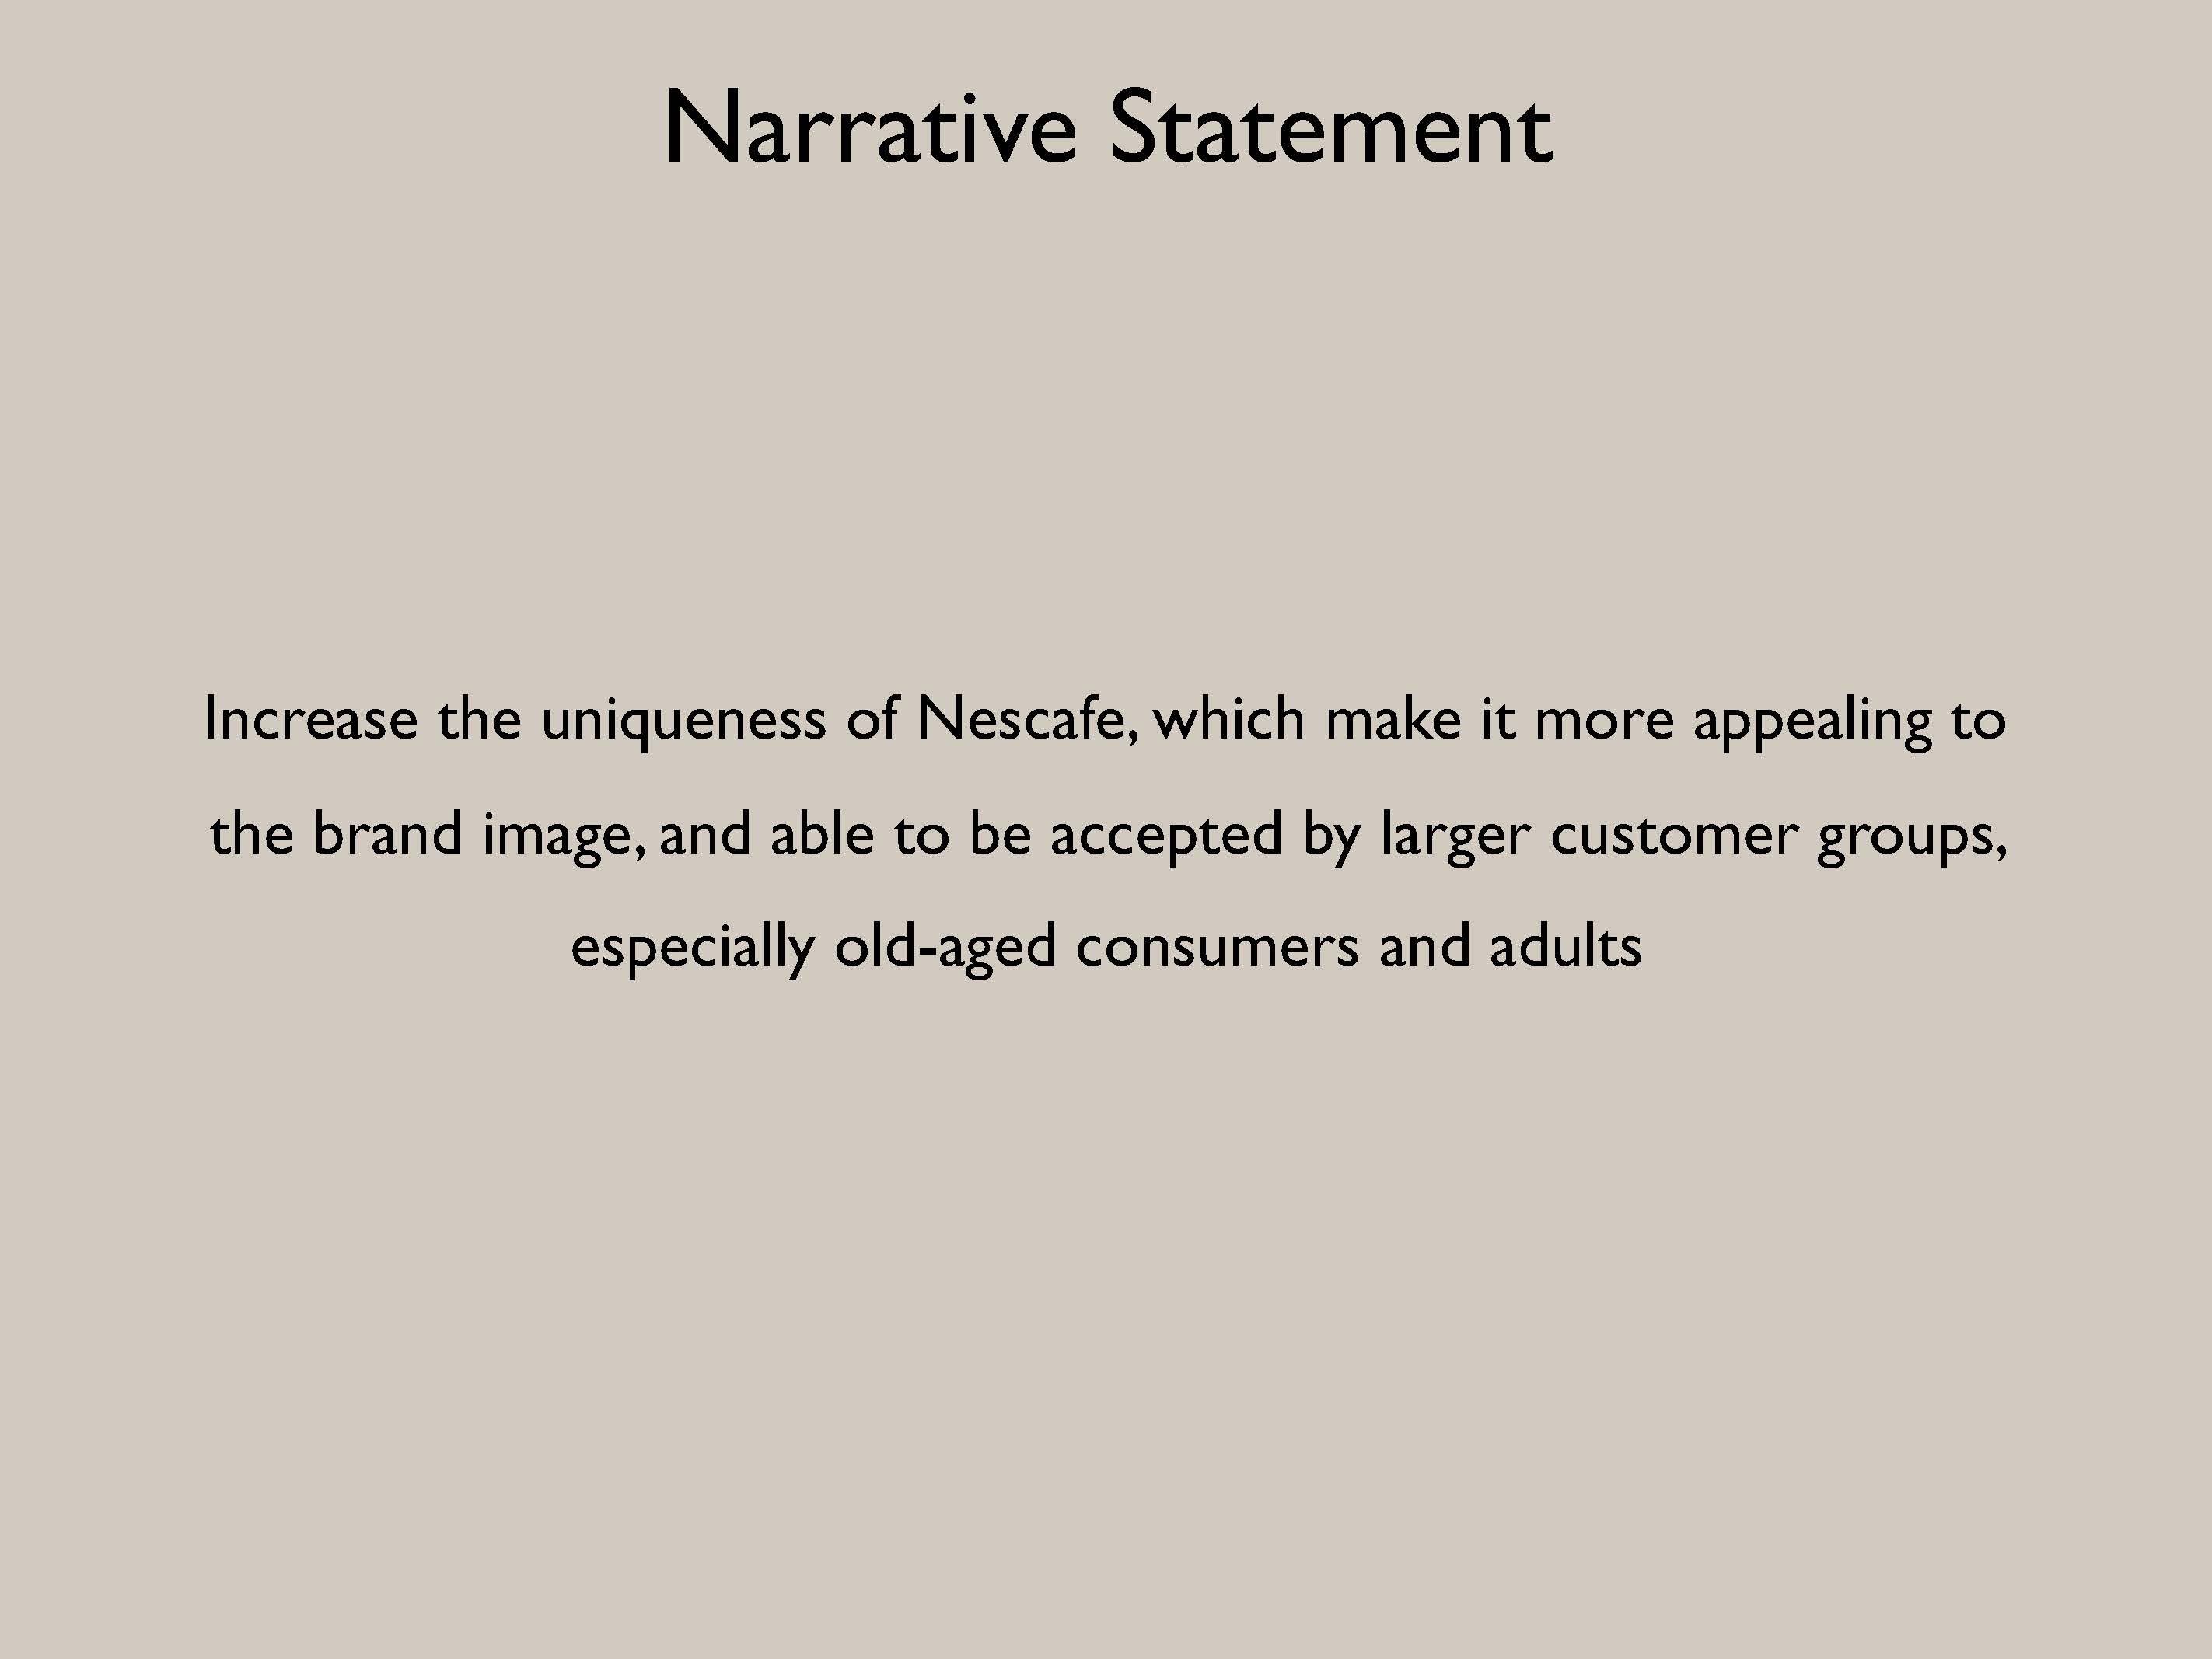 Narrative Statement
Increase the uniqueness of Nescafe, which make it more appealing to
the brand image, and able to be accepted by larger customer groups,
especially old-aged consumers and adults